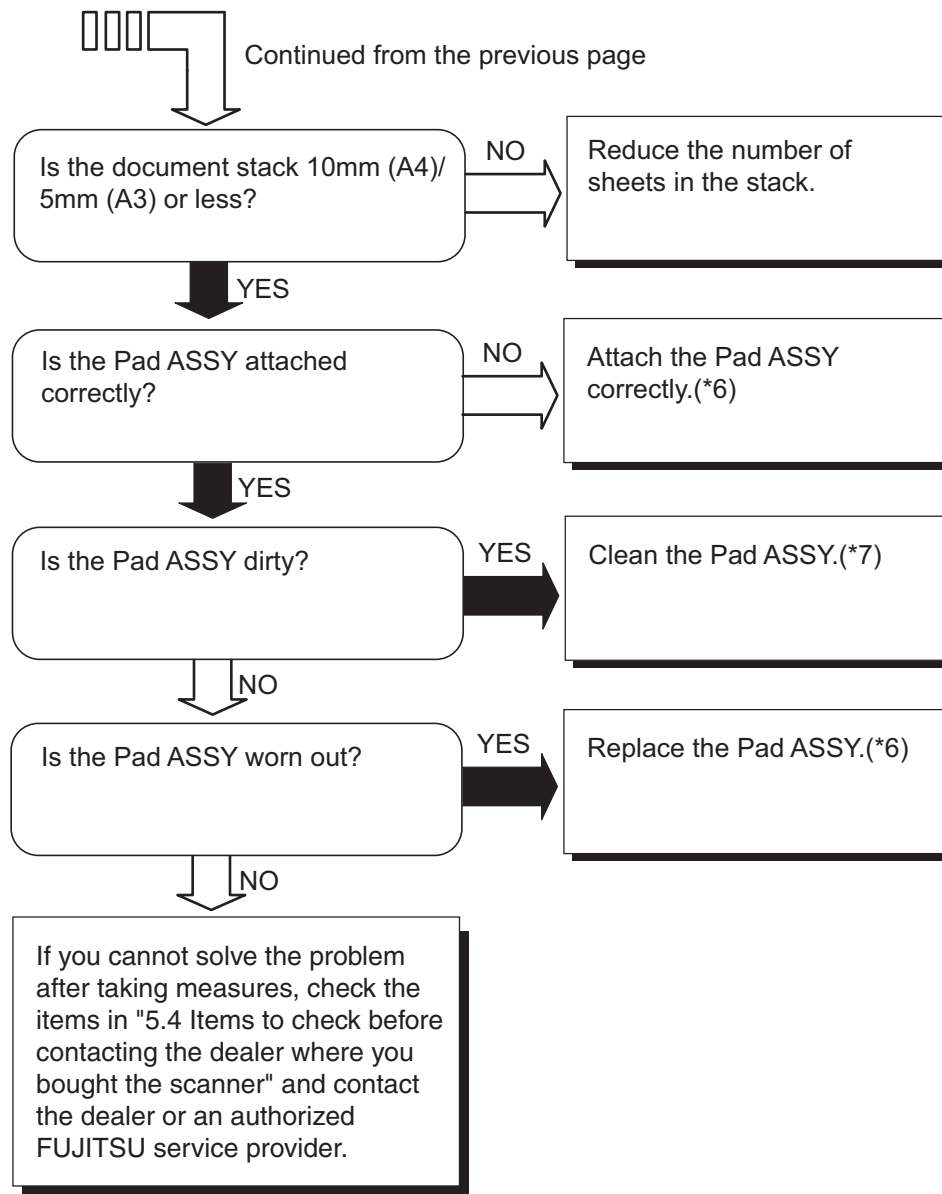 Continued from the previous page
Is the document stack 10mm (A4)/
5mm (A3) or less?
NO
Reduce the number of
sheets in the stack.
YES
Is the Pad ASSY attached
correctly?
NO
Attach the Pad ASSY
correctly.(*6)
YES
Is the Pad ASSY dirty?
YES
Clean the Pad ASSY.(*7)
NO
Is the Pad ASSY worn out?
YES
Replace the Pad ASSY.(*6)
NO
If you cannot solve the problem
after taking measures, check the
items in "5.4 Items to check before
contacting the dealer where you
bought the scanner" and contact
the dealer or an authorized
FUJITSU service provider.